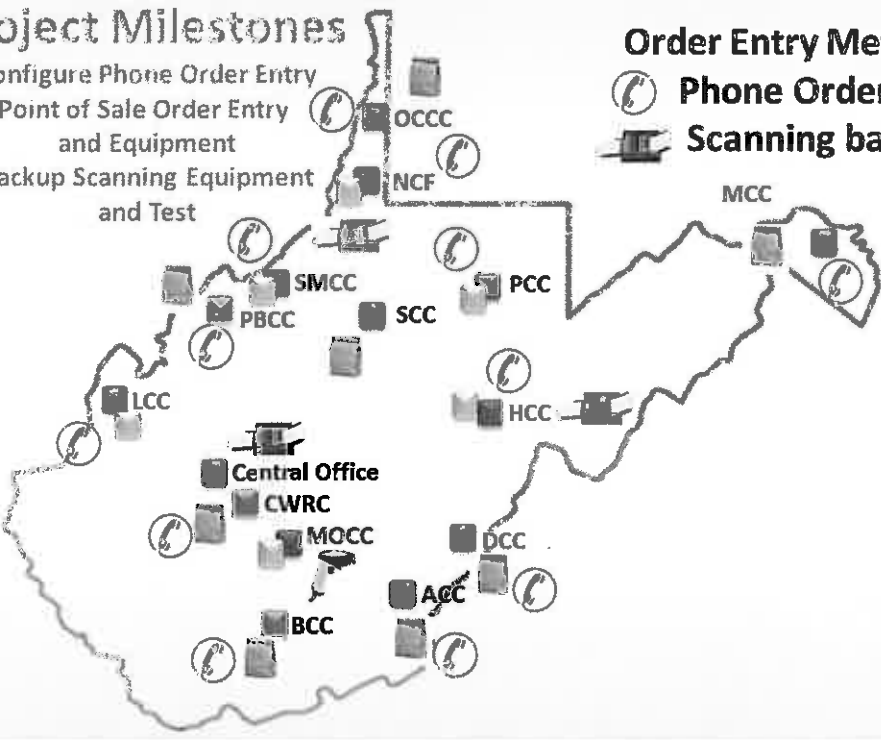 oject Milestones
onfigure Phone Order Entry
Point of Sale Order Entry
and Equipment
ackup Scanning Equipment
and Test
Order Entry Me
Phone Order
Scanning ba
OCCC
NCF
MCC
SMCC
PCC
PBCC
SCC
LCC
HCC
Central Office
CWRC
MOCC
DCC
ACC
BCC